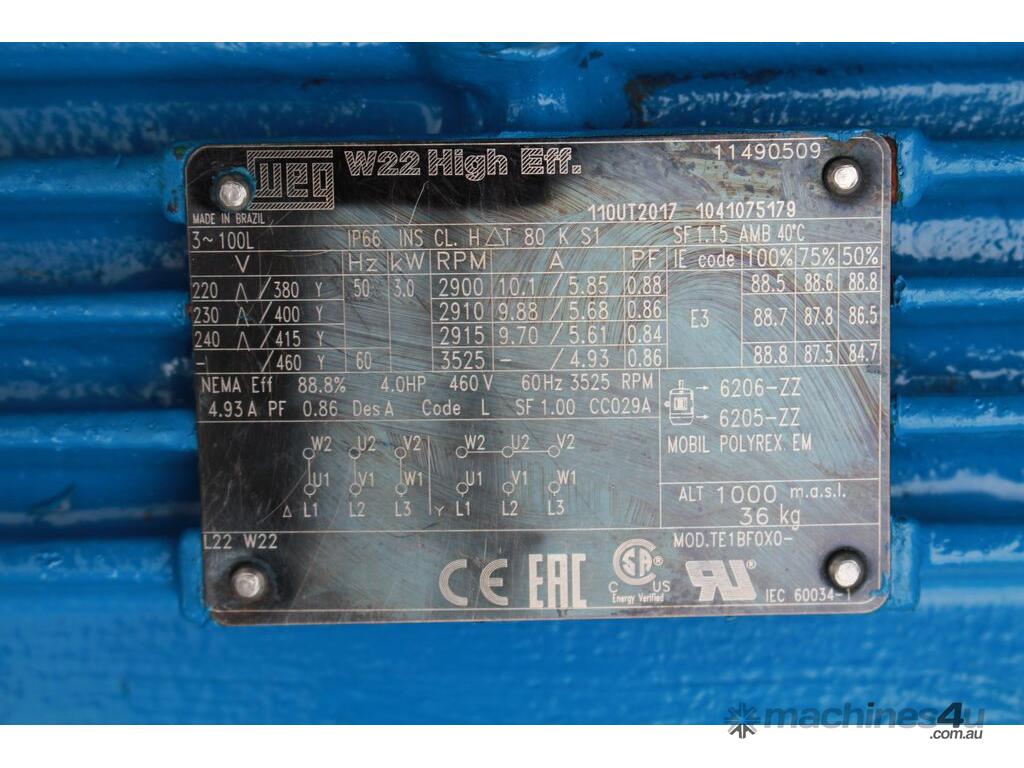 WEG W22 High Eff. 11490509
MADE IN BRAZIL 11OUT2017 1041075179
3~ 100L IP66 INS CL. H ΔT 80 K S1 SF 1.15 AMB 40°C
V Hz kW RPM A PF IE code 100% 75% 50%
220 Δ / 380 Y 50 3.0 2900 10.1 / 5.85 0.88 88.5 88.6 88.8
230 Δ / 400 Y 2910 9.88 / 5.68 0.86 E3 88.7 87.8 86.5
240 Δ / 415 Y 2915 9.70 / 5.61 0.84
- / 460 Y 60 3525 - / 4.93 0.86 88.8 87.5 84.7
NEMA Eff 88.8% 4.0HP 460 V 60Hz 3525 RPM
4.93 A PF 0.86 Des A Code L SF 1.00 CC029A
6206-ZZ
6205-ZZ
MOBIL POLYREX EM
W2 U2 V2 W2 U2 V2
U1 V1 W1 U1 V1 W1
Δ L1 L2 L3 Y L1 L2 L3
ALT 1000 m.a.s.l.
36 kg
L22 W22 MOD.TE1BFOXO-
CE EAC SA C US RU
Energy Verified IEC 60034-1
machines4u
.com.au